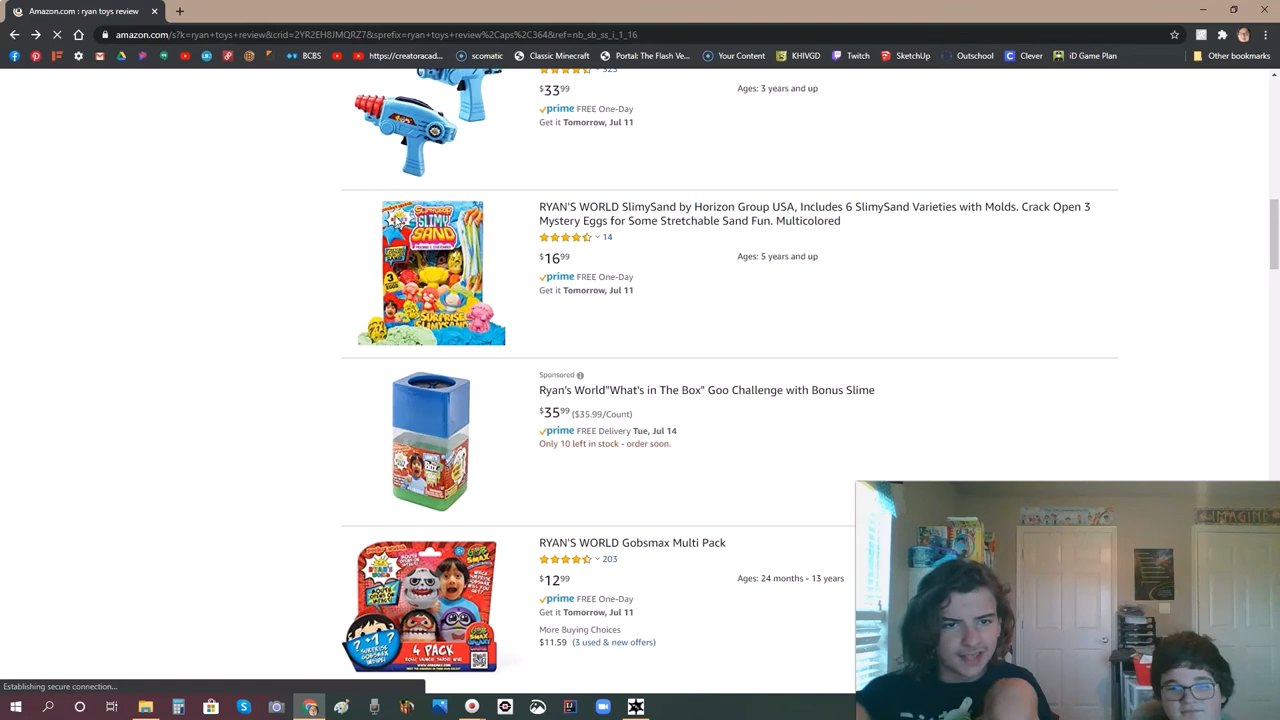 Amazon.com : ryan toys review
amazon.com/s?k=ryan+toys+review&crid=2YR2EH8JMQRZ7&sprefix=ryan+toys+review%2Caps%2C364&ref=nb_sb_ss_i_1_16
BCBS
https://creatoracad...
scomatic
Classic Minecraft
Portal: The Flash Ve...
Your Content
KHIVGD
Twitch
SketchUp
Outschool
Clever
iD Game Plan
Other bookmarks
323
$33.99
Ages: 3 years and up
prime FREE One-Day
Get it Tomorrow, Jul 11
RYAN'S WORLD SlimySand by Horizon Group USA, Includes 6 SlimySand Varieties with Molds. Crack Open 3
Mystery Eggs for Some Stretchable Sand Fun. Multicolored
14
$16.99
Ages: 5 years and up
prime FREE One-Day
Get it Tomorrow, Jul 11
SLIMY
SAND
SURPRISE
SLIMYSAND
Sponsored
Ryan's World"What's in The Box" Goo Challenge with Bonus Slime
$35.99 ($35.99/Count)
prime FREE Delivery Tue, Jul 14
Only 10 left in stock - order soon.
RYAN'S WORLD Gobsmax Multi Pack
203
$12.99
Ages: 24 months - 13 years
prime FREE One-Day
Get it Tomorrow, Jul 11
More Buying Choices
$11.59 (3 used & new offers)
4 PACK
IMAGINE
Establishing secure connection...